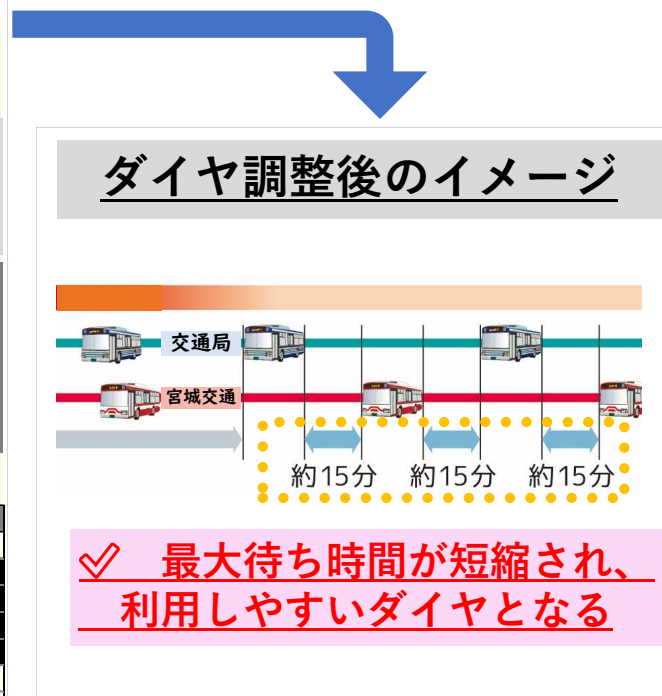 ダイヤ調整後のイメージ
交通局
宮城交通
約15分 約15分 約15分
✓ 最大待ち時間が短縮され、
利用しやすいダイヤとなる